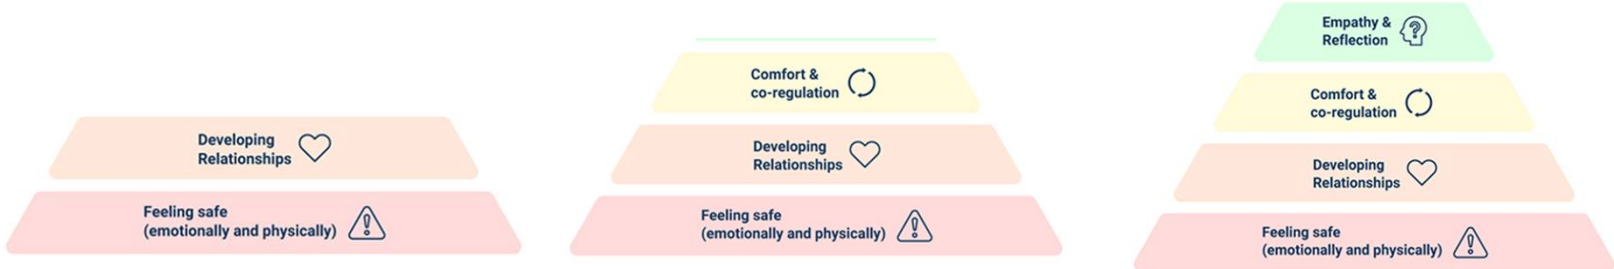 Developing
Relationships
Feeling safe
(emotionally and physically)
Comfort &
co-regulation
Developing
Relationships
Feeling safe
(emotionally and physically)
Empathy &
Reflection
Comfort &
co-regulation
Developing
Relationships
Feeling safe
(emotionally and physically)